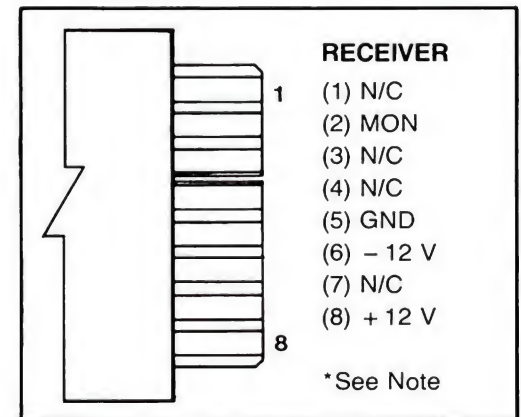 RECEIVER
1
(1) N/C
(2) MON
(3) N/C
(4) N/C
(5) GND
(6) – 12 V
(7) N/C
(8) + 12 V
8
*See Note